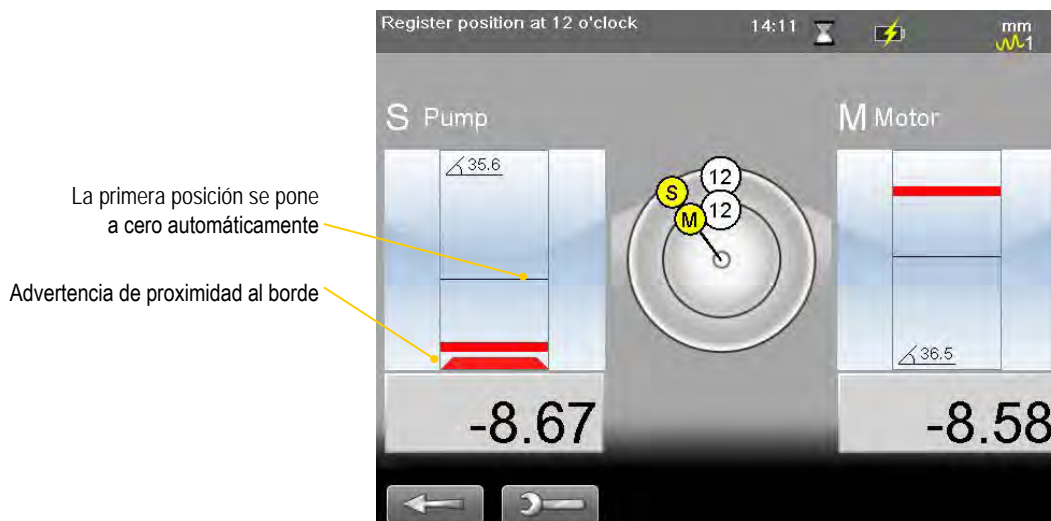 Register position at 12 o'clock
14:11
mm
1
S Pump
M Motor
35.6
12
S
12
M
La primera posición se pone
a cero automáticamente
Advertencia de proximidad al borde
36.5
-8.67
-8.58